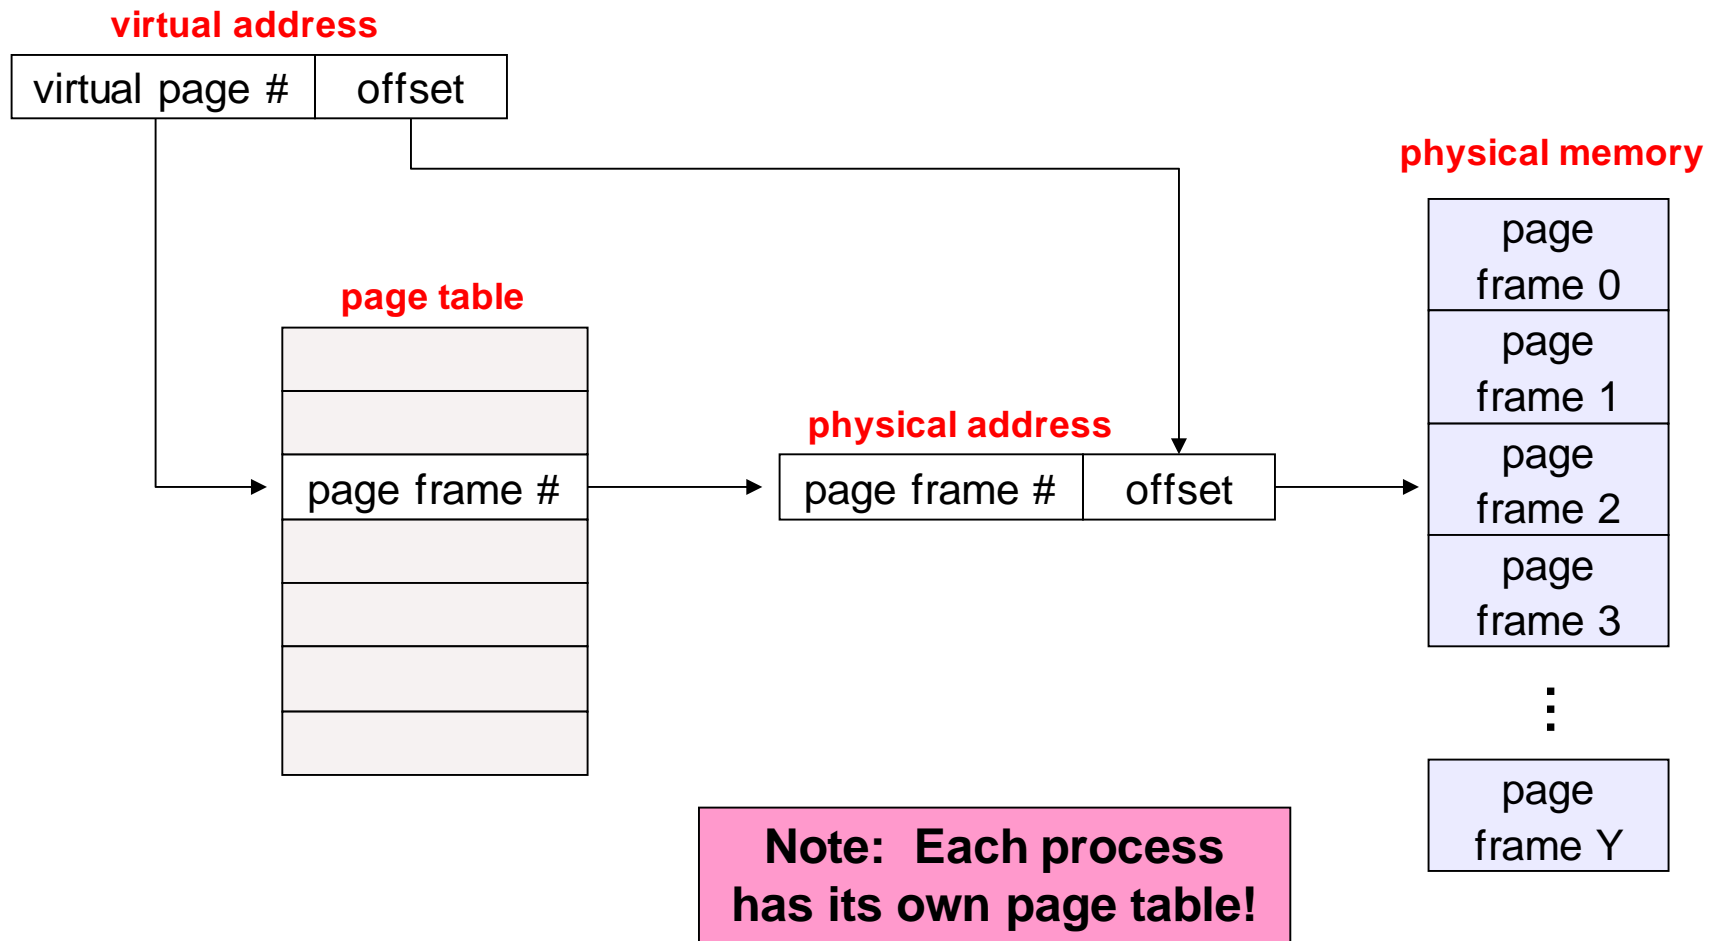 virtual address
virtual page #
offset
physical memory
page
frame 0
page
frame 1
page
frame 2
page
frame 3
⋮
page
frame Y
page table
page frame #
physical address
page frame #
offset
Note: Each process
has its own page table!